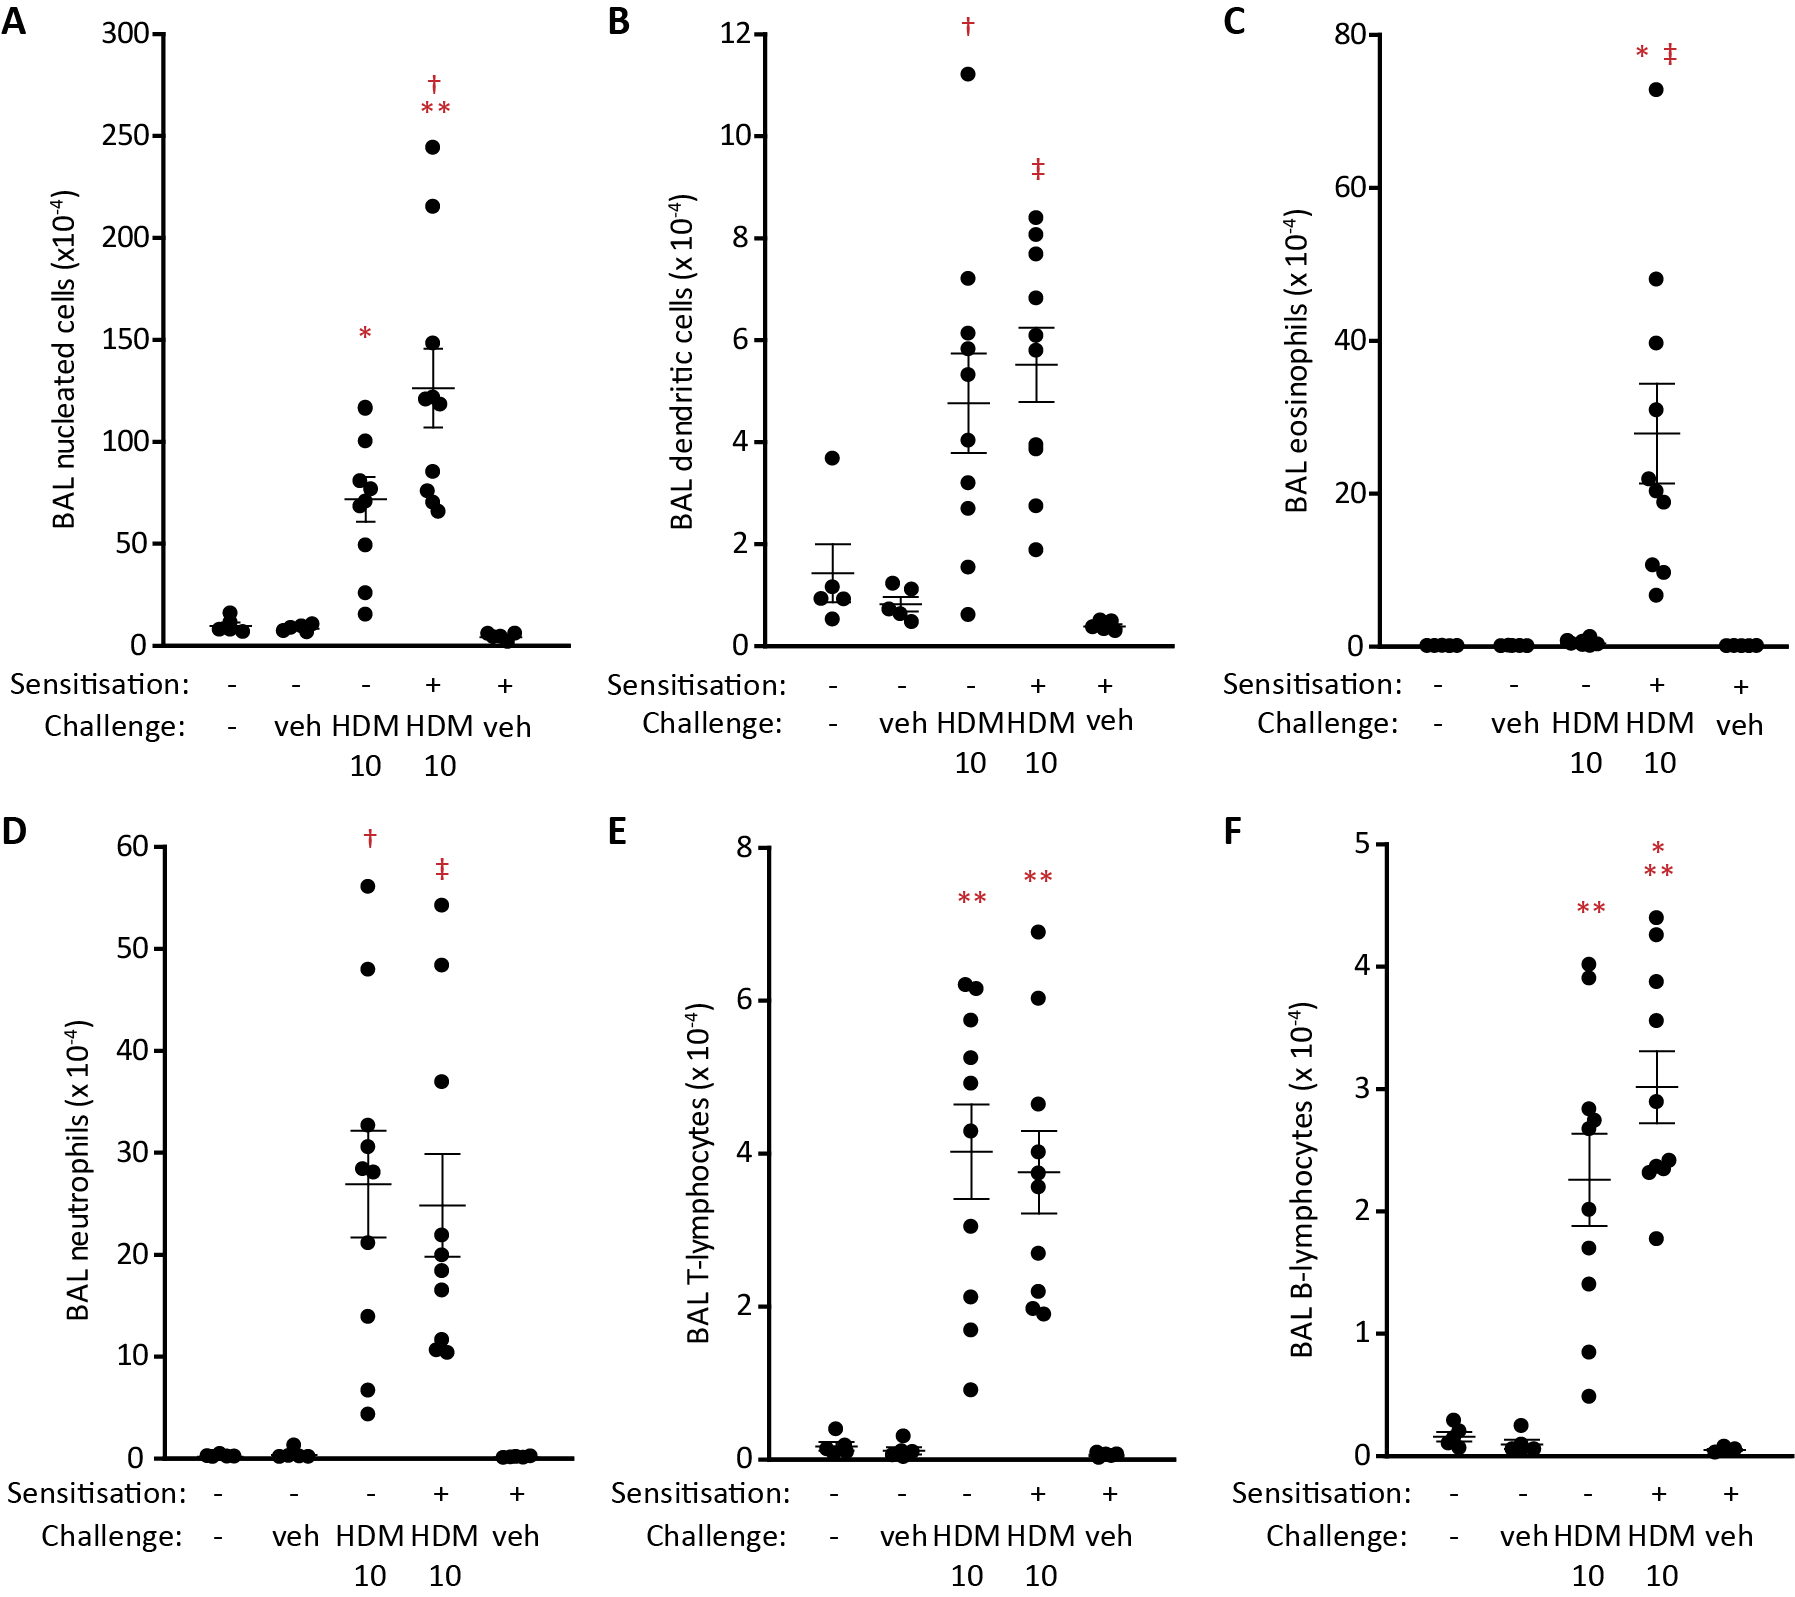 A
BAL nucleated cells (x10-4)
300
250
200
150
100
50
0
*
†
**
Sensitisation: - - - + +
Challenge: - veh HDM HDM veh
10 10
B
BAL dendritic cells (x 10-4)
12
10
8
6
4
2
0
†
‡
Sensitisation: - - - + +
Challenge: - veh HDM HDM veh
10 10
C
BAL eosinophils (x 10-4)
80
60
40
20
0
* ‡
Sensitisation: - - - + +
Challenge: - veh HDM HDM veh
10 10
D
BAL neutrophils (x 10-4)
60
50
40
30
20
10
0
†
‡
Sensitisation: - - - + +
Challenge: - veh HDM HDM veh
10 10
E
BAL T-lymphocytes (x 10-4)
8
6
4
2
0
**
**
Sensitisation: - - - + +
Challenge: - veh HDM HDM veh
10 10
F
BAL B-lymphocytes (x 10-4)
5
4
3
2
1
0
**
*
**
Sensitisation: - - - + +
Challenge: - veh HDM HDM veh
10 10